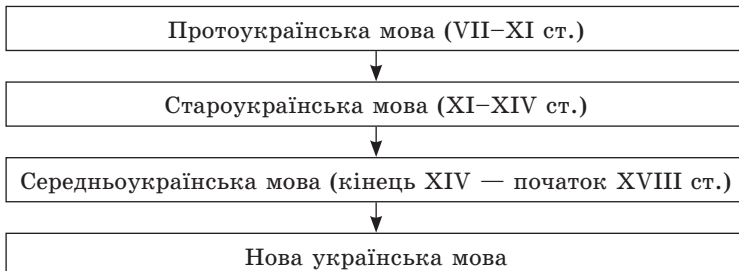 Протоукраїнська мова (VII–XI ст.)
Староукраїнська мова (XI–XIV ст.)
Середньоукраїнська мова (кінець XIV — початок XVIII ст.)
Нова українська мова